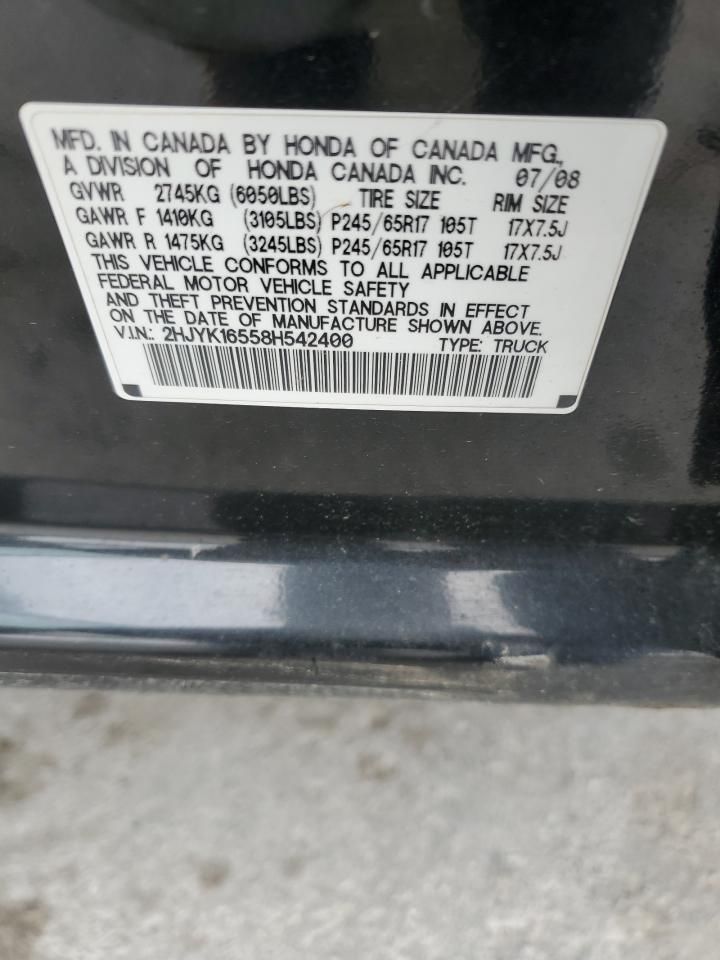 MFD. IN CANADA BY HONDA OF CANADA MFG.,
A DIVISION OF HONDA CANADA INC. 07/08
GVWR 2745KG (6050LBS) TIRE SIZE RIM SIZE
GAWR F 1410KG (3105LBS) P245/65R17 105T 17X7.5J
GAWR R 1475KG (3245LBS) P245/65R17 105T 17X7.5J
THIS VEHICLE CONFORMS TO ALL APPLICABLE
FEDERAL MOTOR VEHICLE SAFETY
AND THEFT PREVENTION STANDARDS IN EFFECT
ON THE DATE OF MANUFACTURE SHOWN ABOVE.
V.I.N.: 2HJYK16558H542400 TYPE: TRUCK